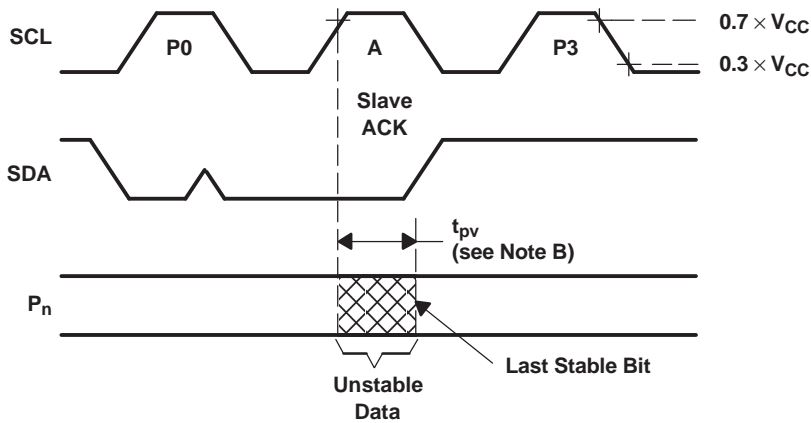 SCL
P0
A
P3
0.7 × VCC
0.3 × VCC
Slave
ACK
SDA
tpv
(see Note B)
Pn
Last Stable Bit
Unstable
Data